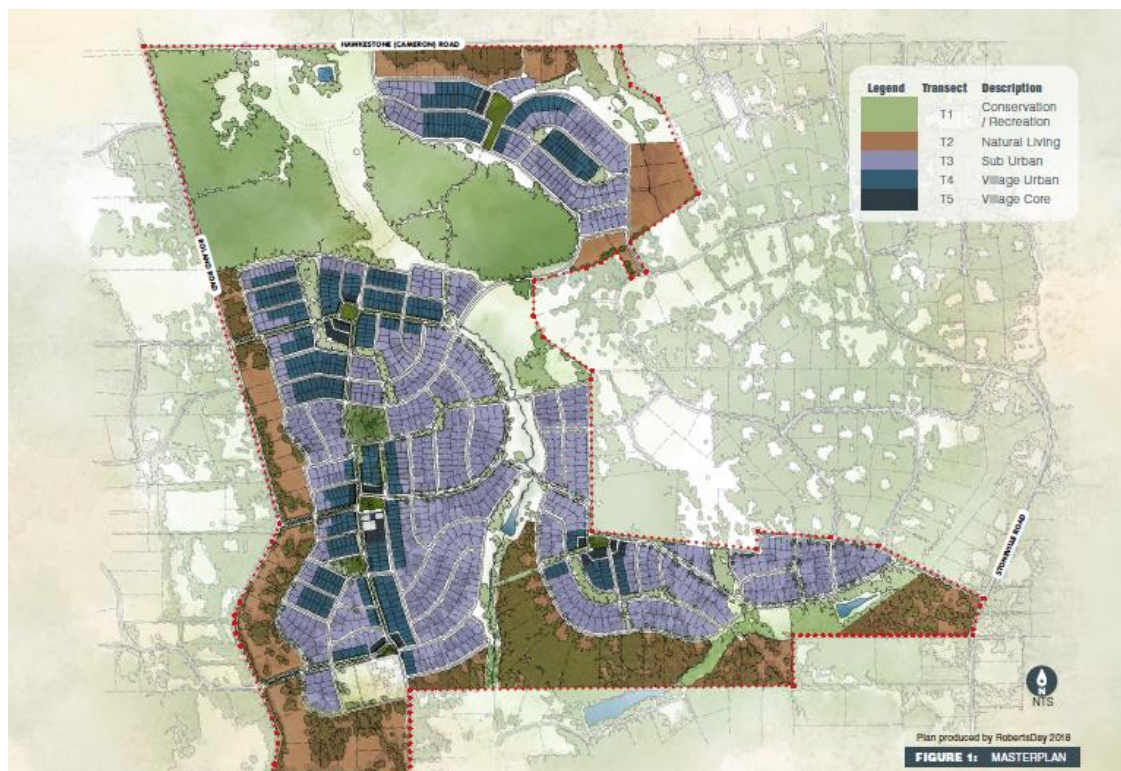 HAWKESTONE (CAMERON) ROAD
Legend Transect Description
T1 Conservation
/ Recreation
T2 Natural Living
T3 Sub Urban
T4 Village Urban
T5 Village Core
ROLAND ROAD
STONEVILLE ROAD
N
NTS
Plan produced by RobertsDay 2018
FIGURE 1: MASTERPLAN